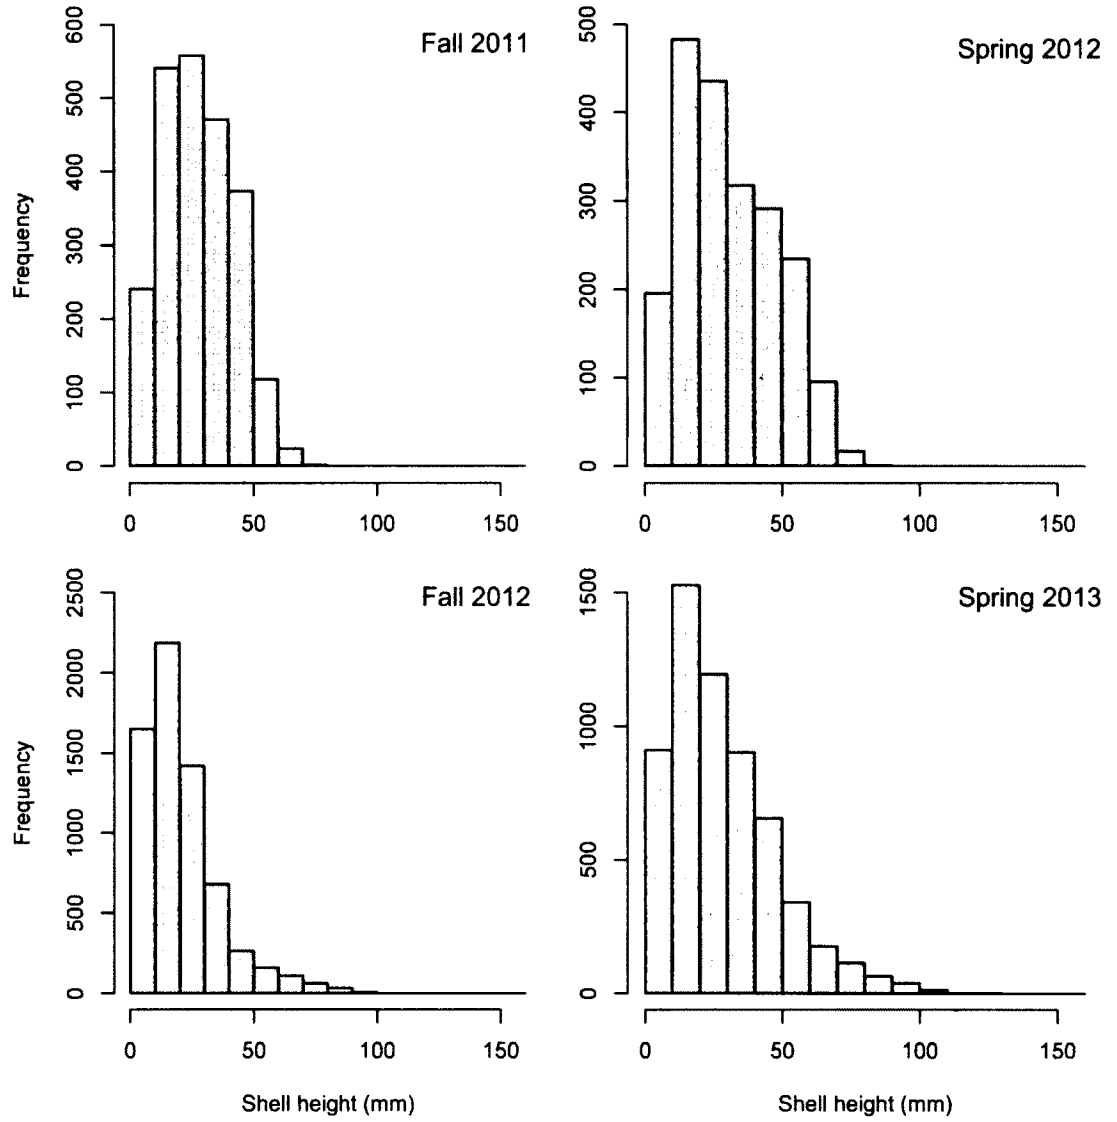 Fall 2011
Frequency
0 100 200 300 400 500 600
0 50 100 150
Spring 2012
0 100 200 300 400 500
0 50 100 150
Fall 2012
Frequency
0 500 1000 1500 2000 2500
0 50 100 150
Shell height (mm)
Spring 2013
0 500 1000 1500
0 50 100 150
Shell height (mm)